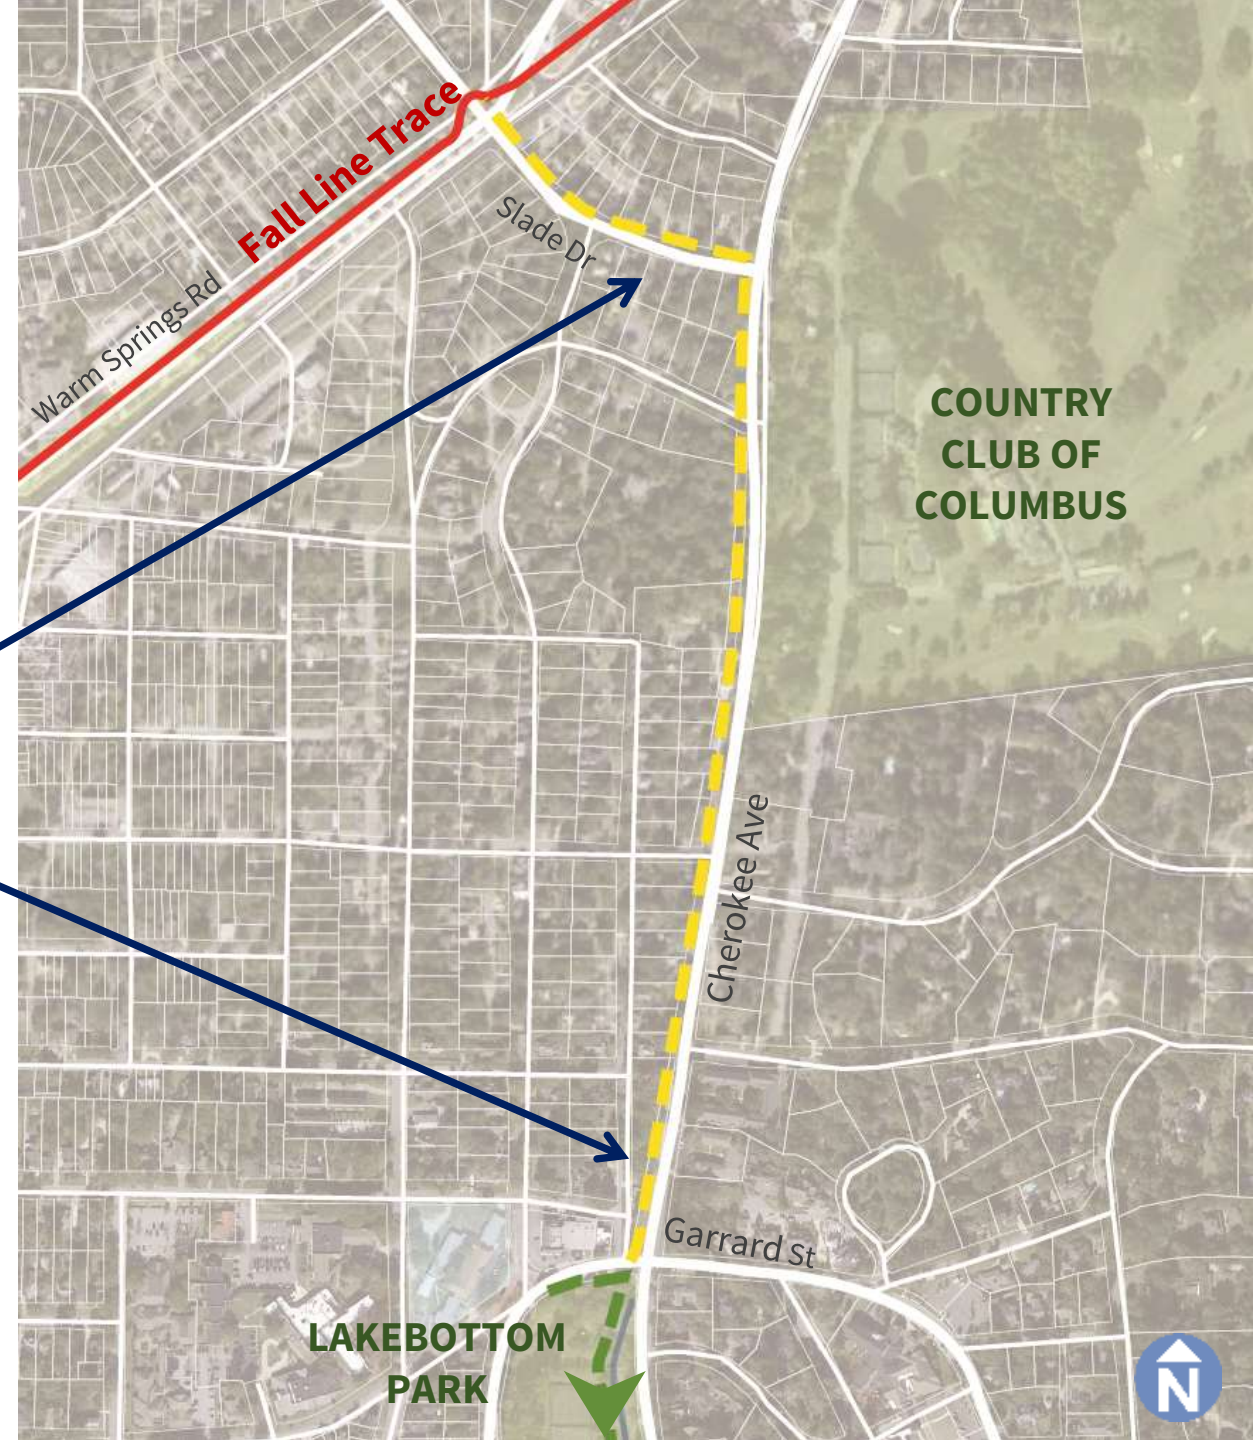 Fall Line Trace
Slade Dr
Warm Springs Rd
COUNTRY
CLUB OF
COLUMBUS
Cherokee Ave
Garrard St
LAKEBOTTOM
PARK
N